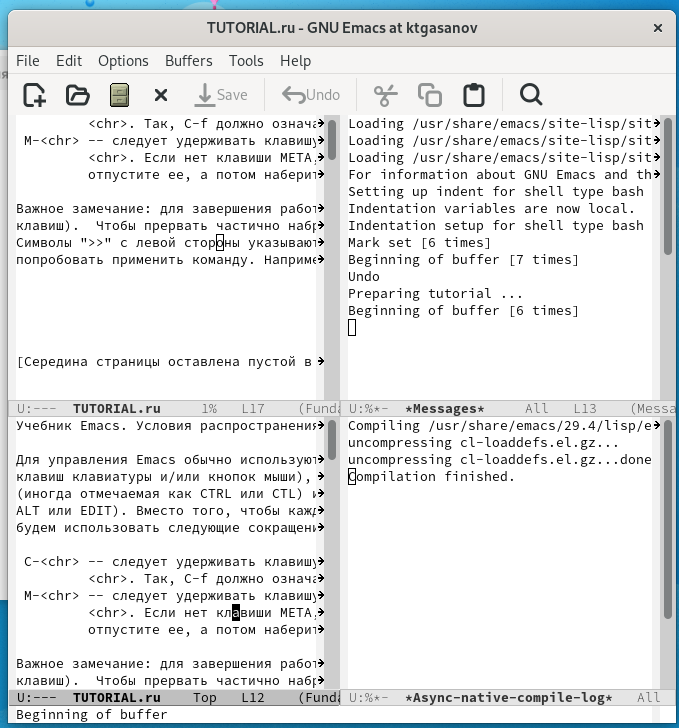 TUTORIAL.ru - GNU Emacs at ktgasanov
File Edit Options Buffers Tools Help
Save Undo
<chr>. Так, C-f должно означа
M-<chr> -- следует удерживать клавишу
<chr>. Если нет клавиши META,
отпустите ее, а потом наберит
Важное замечание: для завершения работ
клавиш). Чтобы прервать частично набр
Символы ">>" с левой стороны указывают
попробовать применить команду. Наприме
[Середина страницы оставлена пустой в
U:--- TUTORIAL.ru 1% L17 (Funda
Loading /usr/share/emacs/site-lisp/sit
Loading /usr/share/emacs/site-lisp/sit
Loading /usr/share/emacs/site-lisp/sit
For information about GNU Emacs and th
Setting up indent for shell type bash
Indentation variables are now local.
Indentation setup for shell type bash
Mark set [6 times]
Beginning of buffer [7 times]
Undo
Preparing tutorial ...
Beginning of buffer [6 times]
U:%*- *Messages* All L13 (Messa
Учебник Emacs. Условия распространения
Для управления Emacs обычно используют
клавиш клавиатуры и/или кнопок мыши),
(иногда отмечаемая как CTRL или CTL) и
ALT или EDIT). Вместо того, чтобы кажд
будем использовать следующие сокращени
C-<chr> -- следует удерживать клавишу
<chr>. Так, C-f должно означа
M-<chr> -- следует удерживать клавишу
<chr>. Если нет клавиши META,
отпустите ее, а потом наберит
Важное замечание: для завершения работ
клавиш). Чтобы прервать частично набр
U:--- TUTORIAL.ru Top L12 (Funda
Compiling /usr/share/emacs/29.4/lisp/e
uncompressing cl-loaddefs.el.gz...
uncompressing cl-loaddefs.el.gz...done
Compilation finished.
U:%*- *Async-native-compile-log* All
Beginning of buffer